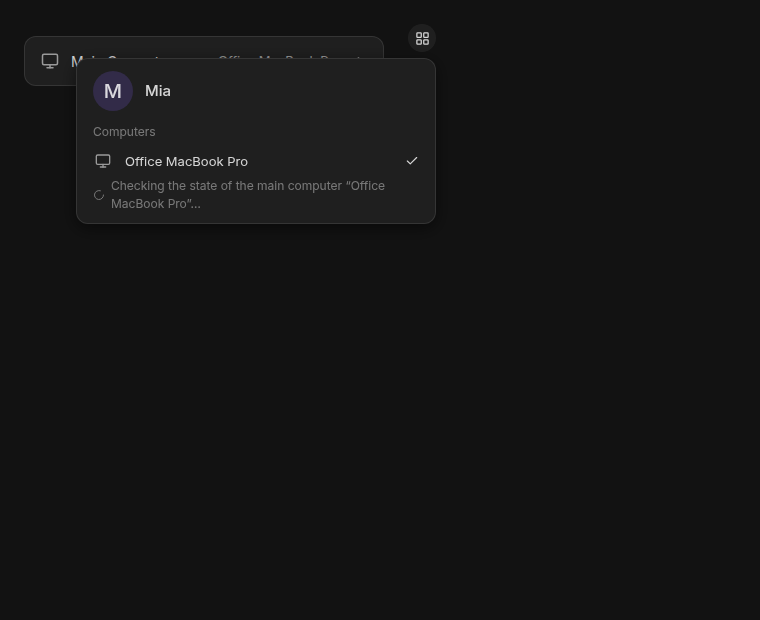 M
Mia
Computers
Office MacBook Pro
Checking the state of the main computer “Office
MacBook Pro”…